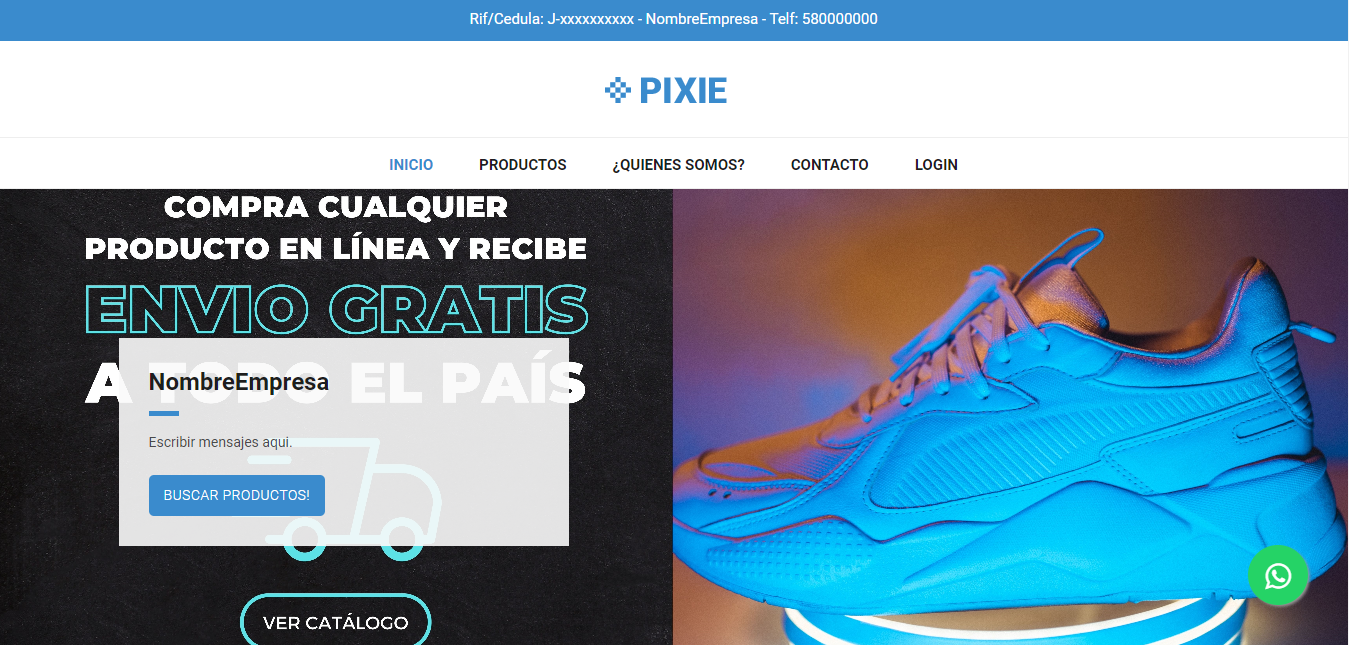 Rif/Cedula: J-xxxxxxxxxx - NombreEmpresa - Telf: 580000000
PIXIE
INICIO PRODUCTOS ¿QUIENES SOMOS? CONTACTO LOGIN
COMPRA CUALQUIER
PRODUCTO EN LÍNEA Y RECIBE
ENVIO GRATIS
A TODO EL PAÍS
NombreEmpresa
Escribir mensajes aqui.
BUSCAR PRODUCTOS!
VER CATÁLOGO